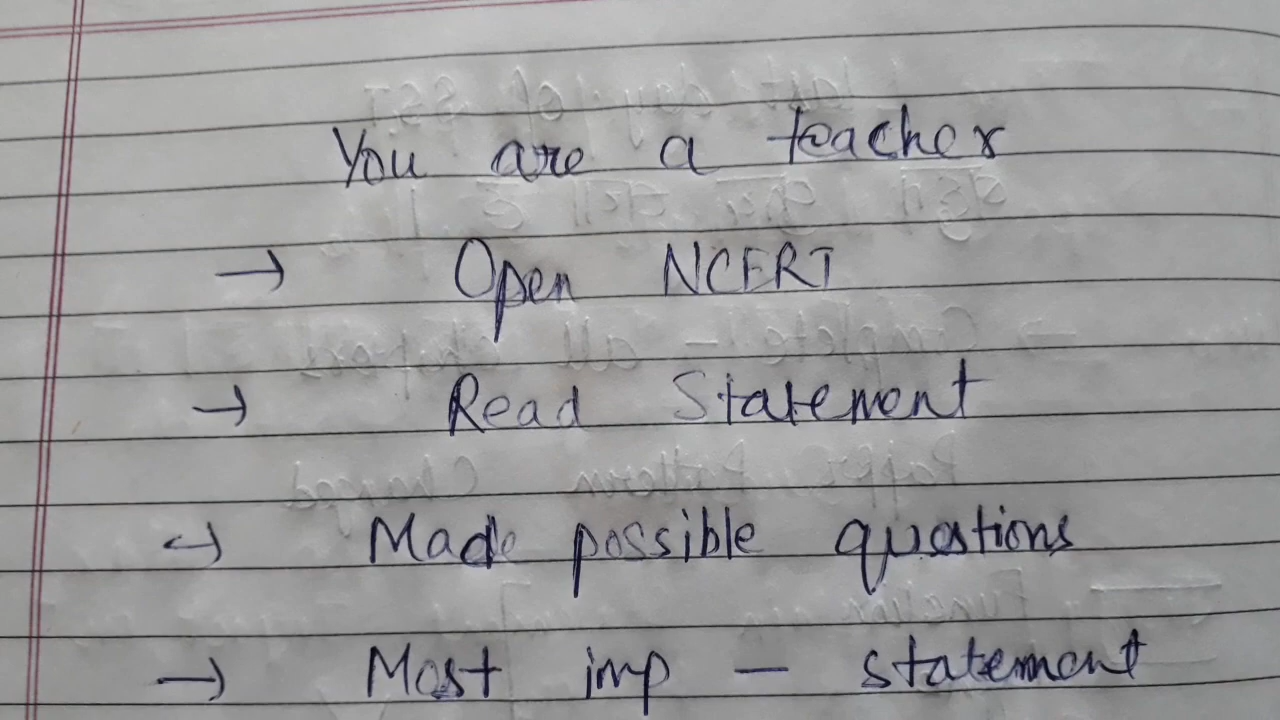 You are a teacher
→ Open NCERT
→ Read Statement
→ Made possible questions
→ Most imp – statement